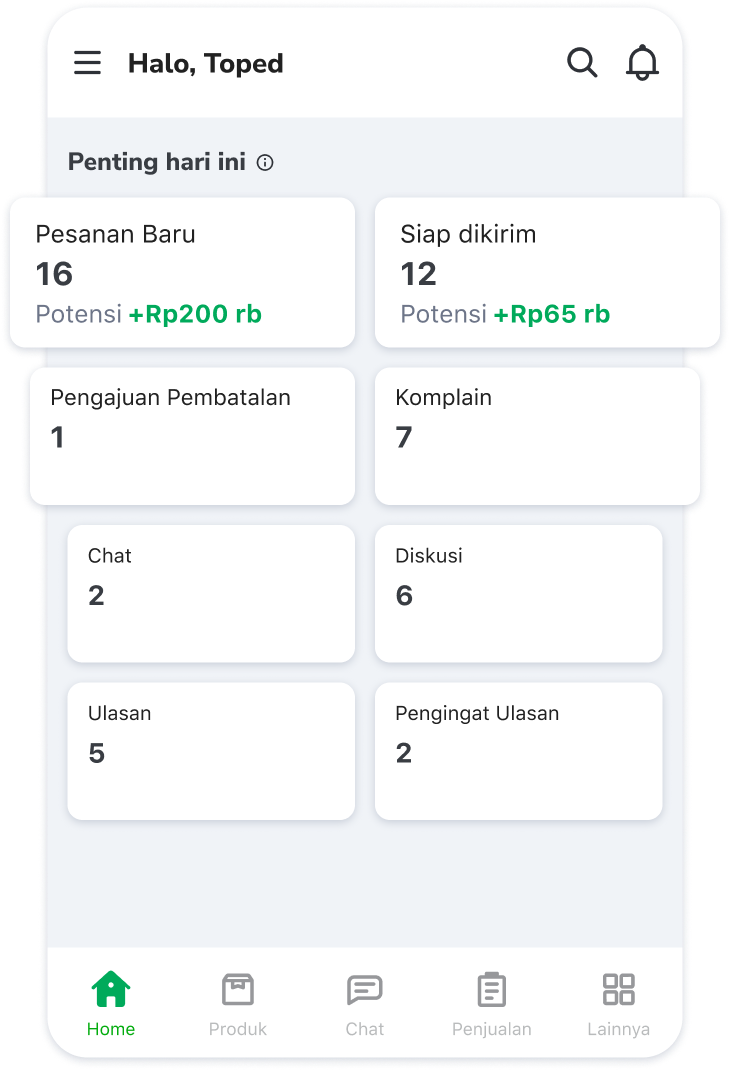 Halo, Toped
Penting hari ini
Pesanan Baru
16
Potensi +Rp200 rb
Siap dikirim
12
Potensi +Rp65 rb
Pengajuan Pembatalan
1
Komplain
7
Chat
2
Diskusi
6
Ulasan
5
Pengingat Ulasan
2
Home
Produk
Chat
Penjualan
Lainnya